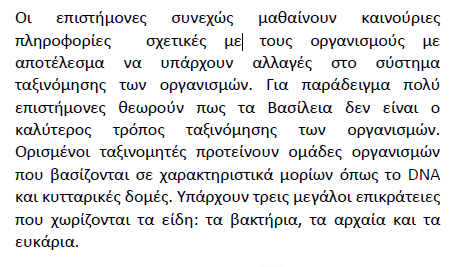 Οι επιστήμονες συνεχώς μαθαίνουν καινούριες
πληροφορίες σχετικές με τους οργανισμούς με
αποτέλεσμα να υπάρχουν αλλαγές στο σύστημα
ταξινόμησης των οργανισμών. Για παράδειγμα πολύ
επιστήμονες θεωρούν πως τα Βασίλεια δεν είναι ο
καλύτερος τρόπος ταξινόμησης των οργανισμών.
Ορισμένοι ταξινομητές προτείνουν ομάδες οργανισμών
που βασίζονται σε χαρακτηριστικά μορίων όπως το DNA
και κυτταρικές δομές. Υπάρχουν τρεις μεγάλοι επικράτειες
που χωρίζονται τα είδη: τα βακτήρια, τα αρχαία και τα
ευκάρια.